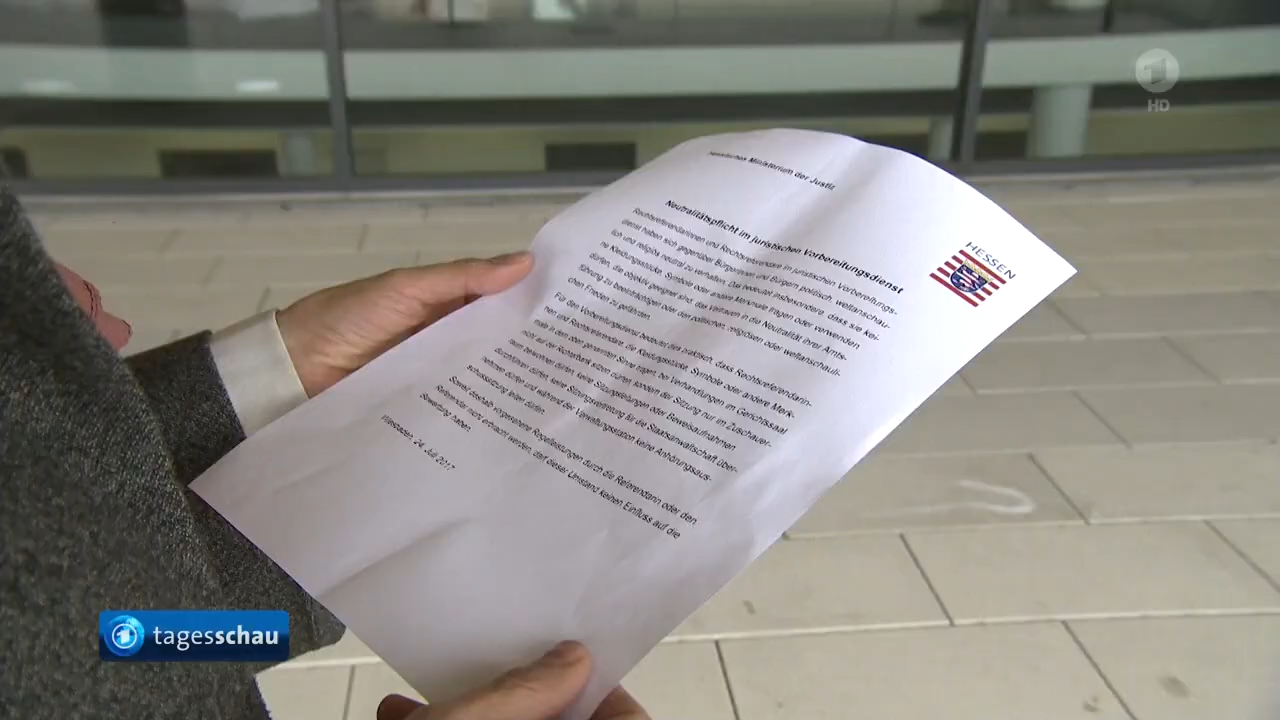 Hessisches Ministerium der Justiz
HESSEN
Neutralitätspflicht im juristischen Vorbereitungsdienst
Rechtsreferendarinnen und Rechtsreferendare im juristischen Vorbereitungs-
dienst haben sich gegenüber Bürgerinnen und Bürgern politisch, weltanschau-
lich und religiös neutral zu verhalten. Das bedeutet insbesondere, dass sie kei-
ne Kleidungsstücke, Symbole oder andere Merkmale tragen oder verwenden
dürfen, die objektiv geeignet sind, das Vertrauen in die Neutralität ihrer Amts-
führung zu beeinträchtigen oder den politischen, religiösen oder weltanschauli-
chen Frieden zu gefährden.
Für den Vorbereitungsdienst bedeutet dies praktisch, dass Rechtsreferendarin-
nen und Rechtsreferendare, die Kleidungsstücke, Symbole oder andere Merk-
male in dem oder genannten Sinne tragen, bei Verhandlungen im Gerichtssaal
nicht auf der Richterbank sitzen dürfen, sondern der Sitzung nur im Zuschauer-
raum beiwohnen dürfen, keine Sitzungsleitungen oder Beweisaufnahmen
durchführen dürfen, keine Sitzungsvertretung für die Staatsanwaltschaft über-
nehmen dürfen und während der Verwaltungsstation keine Anhörungsaus-
schusssitzung leiten dürfen.
Soweit deshalb vorgesehene Regelleistungen durch die Referendarin oder den
Referendar nicht erbracht werden, darf dieser Umstand keinen Einfluss auf die
Bewertung haben.
Wiesbaden, 24. Juli 2017
1
HD
tagesschau